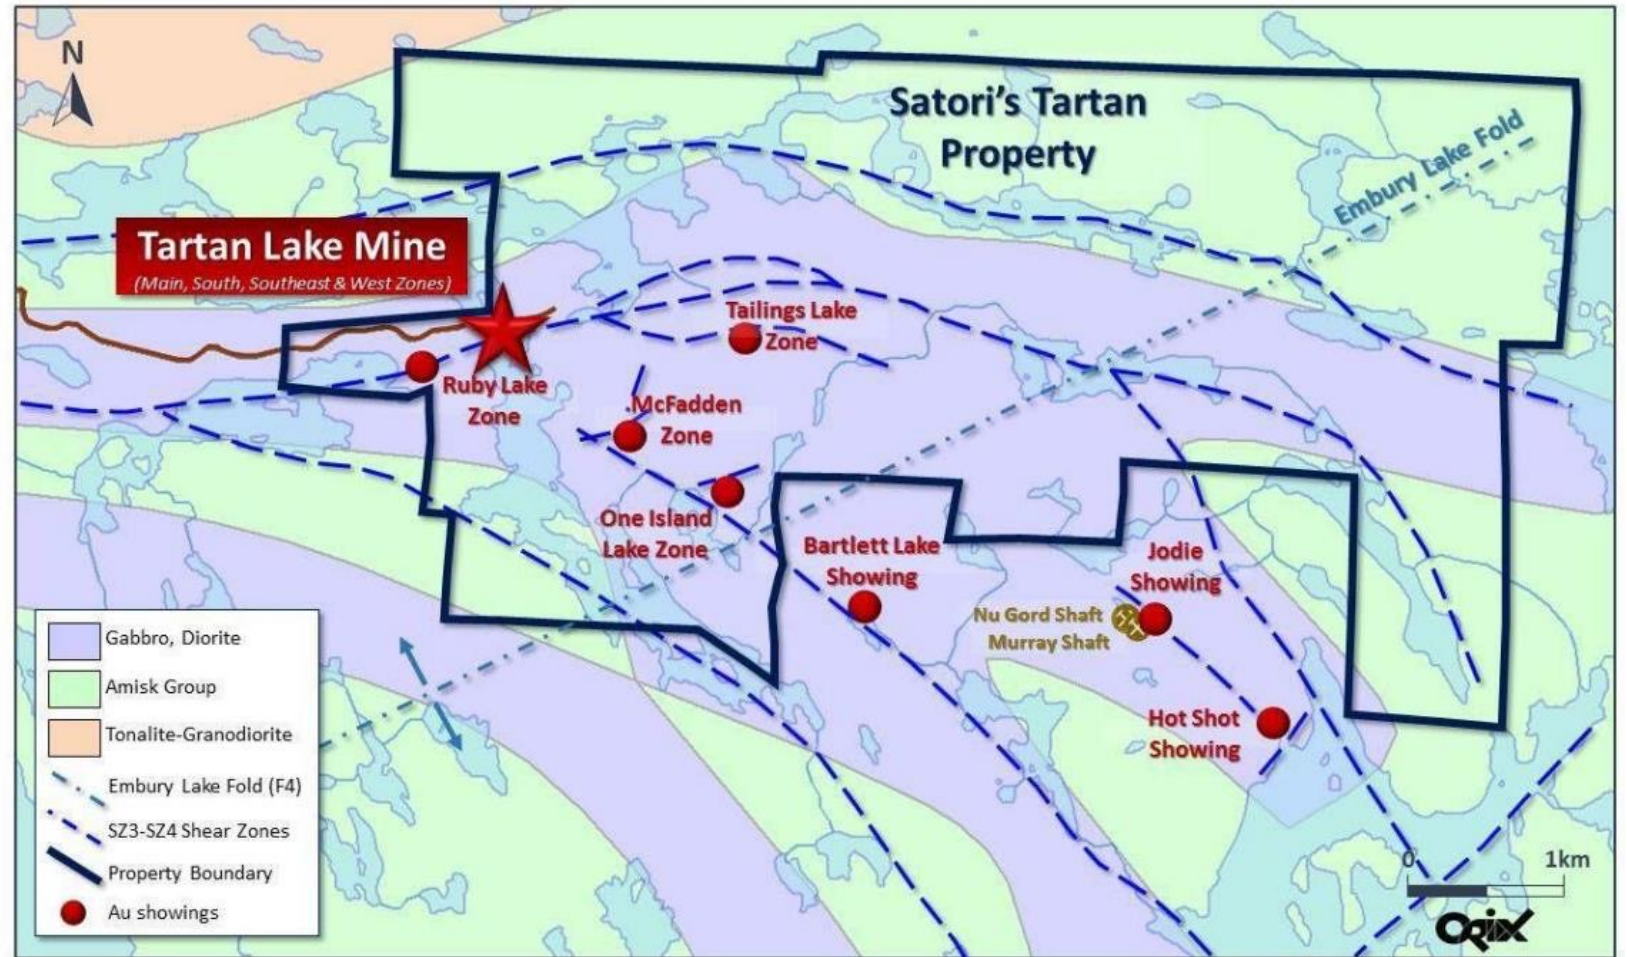 N
Satori's Tartan
Property
Embury Lake Fold
Tartan Lake Mine
(Main, South, Southeast & West Zones)
Tailings Lake
Zone
Ruby Lake
Zone
McFadden
Zone
One Island
Lake Zone
Bartlett Lake
Showing
Jodie
Showing
Nu Gord Shaft
Murray Shaft
Hot Shot
Showing
Gabbro, Diorite
Amisk Group
Tonalite-Granodiorite
Embury Lake Fold (F4)
SZ3-SZ4 Shear Zones
Property Boundary
Au showings
0 1km
Orix